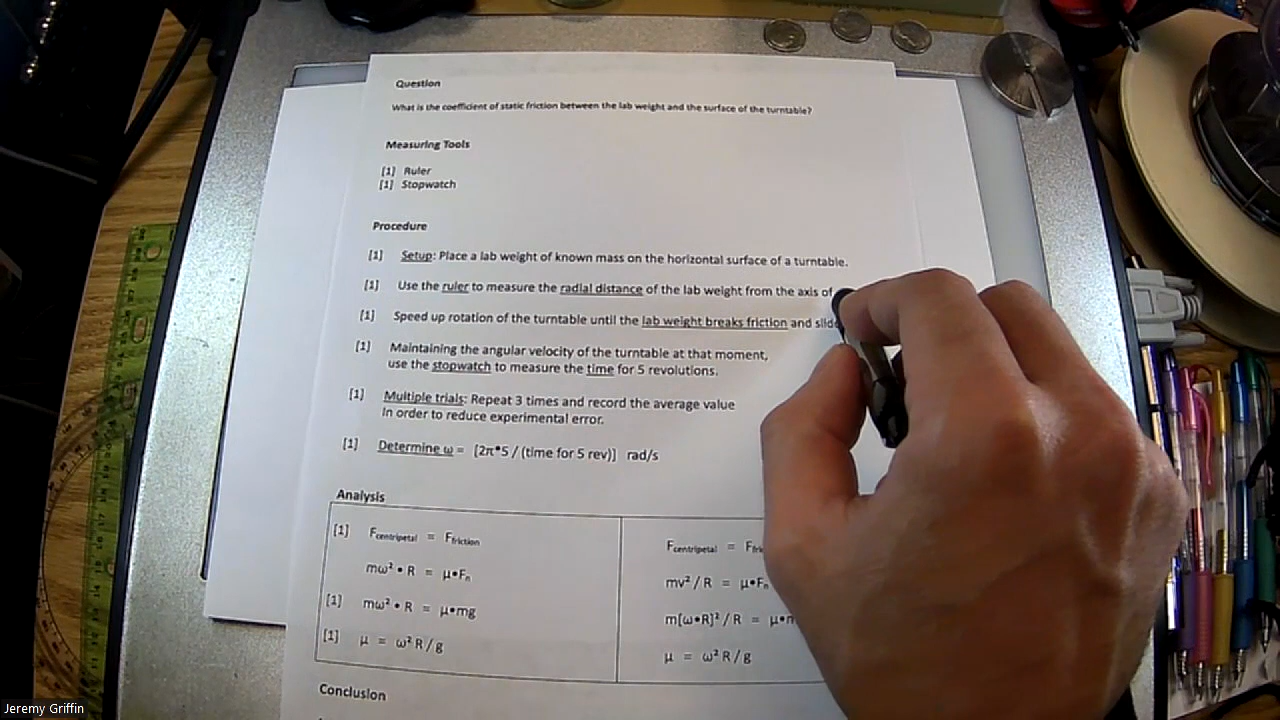 Question
What is the coefficient of static friction between the lab weight and the surface of the turntable?
Measuring Tools
[1] Ruler
[1] Stopwatch
Procedure
[1] Setup: Place a lab weight of known mass on the horizontal surface of a turntable.
[1] Use the ruler to measure the radial distance of the lab weight from the axis of
[1] Speed up rotation of the turntable until the lab weight breaks friction and
[1] Maintaining the angular velocity of the turntable at that moment,
use the stopwatch to measure the time for 5 revolutions.
[1] Multiple trials: Repeat 3 times and record the average value
In order to reduce experimental error.
[1] Determine ω = [2π*5 / (time for 5 rev)] rad/s
Analysis
[1] Fcentripetal = Ffriction
mω² • R = μ•Fn
[1] mω² • R = μ•mg
[1] μ = ω² R / g
Fcentripetal =
mv² / R = μ•Fn
m[ω•R]² / R =
μ = ω² R / g
Conclusion
Jeremy Griffin